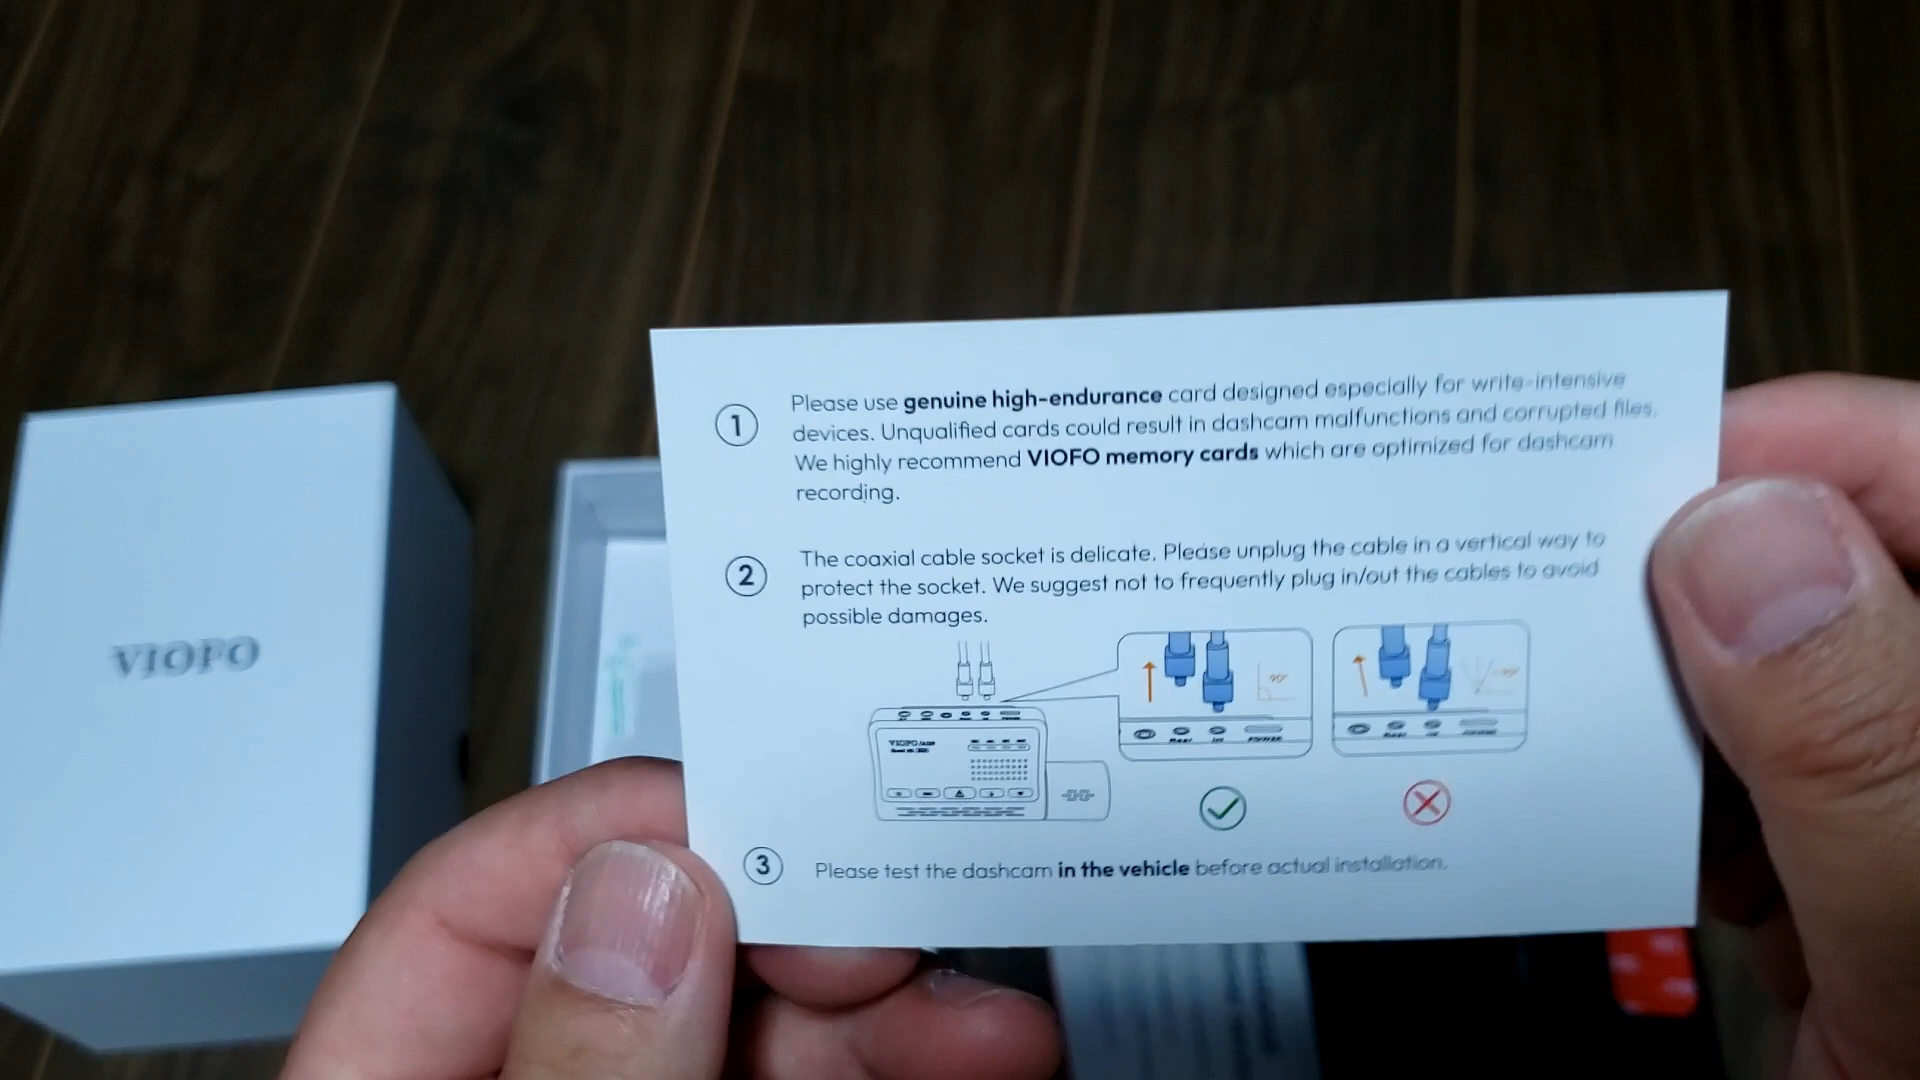 VIOFO
1
Please use genuine high-endurance card designed especially for write-intensive
devices. Unqualified cards could result in dashcam malfunctions and corrupted files.
We highly recommend VIOFO memory cards which are optimized for dashcam
recording.
2
The coaxial cable socket is delicate. Please unplug the cable in a vertical way to
protect the socket. We suggest not to frequently plug in/out the cables to avoid
possible damages.
90°
Rear
POWER
VIOFO
3
Please test the dashcam in the vehicle before actual installation.